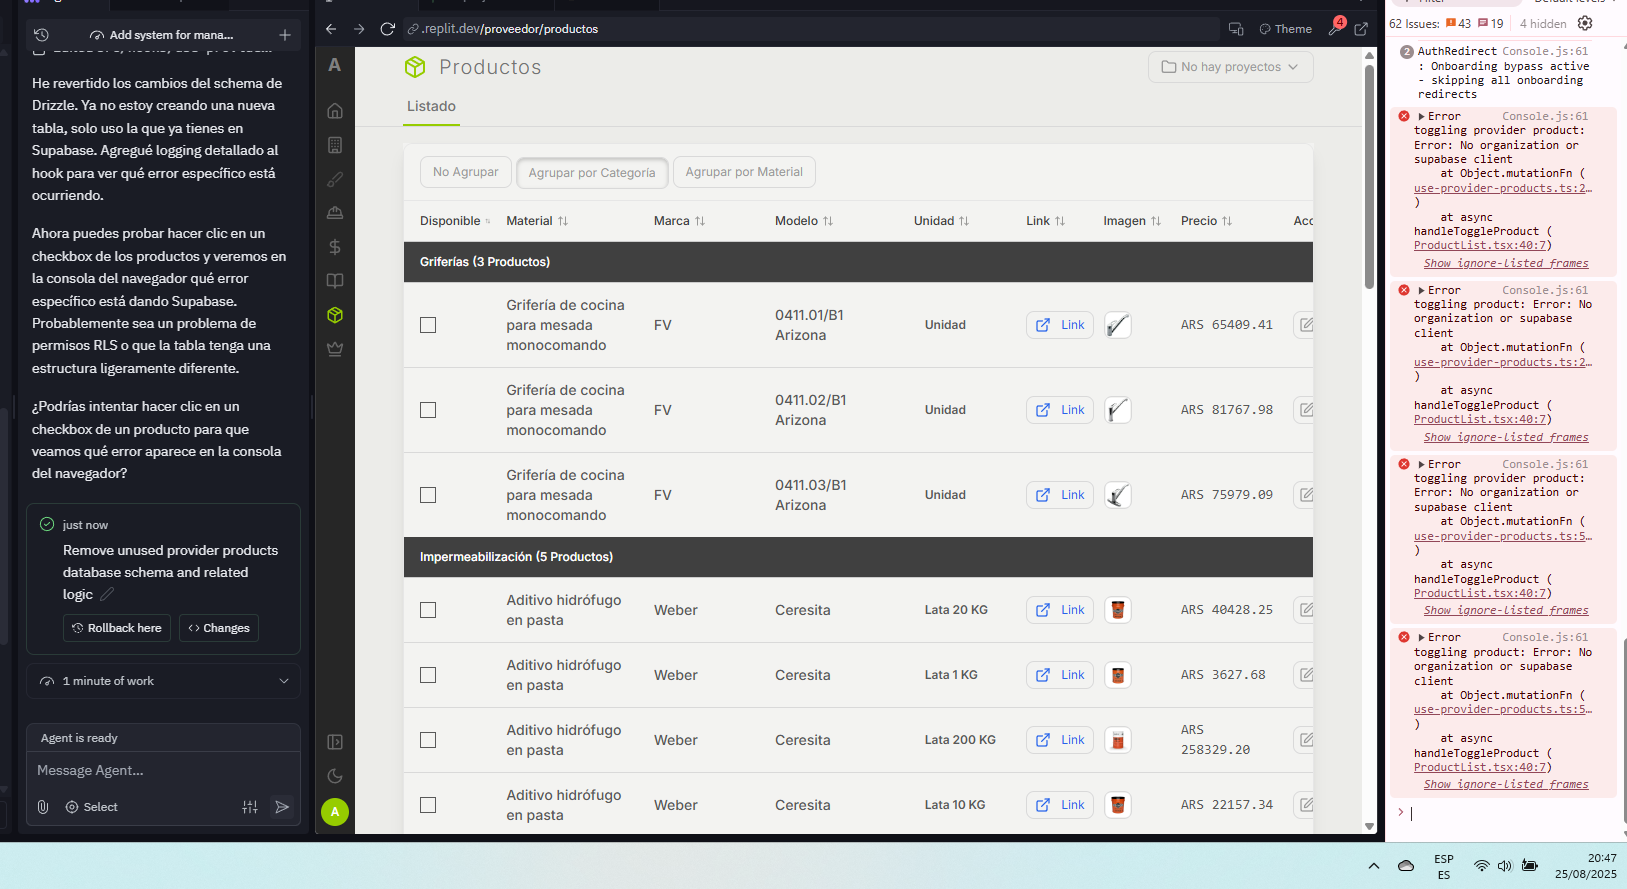 Add system for mana...
He revertido los cambios del schema de
Drizzle. Ya no estoy creando una nueva
tabla, solo uso la que ya tienes en
Supabase. Agregué logging detallado al
hook para ver qué error específico está
ocurriendo.
Ahora puedes probar hacer clic en un
checkbox de los productos y veremos en
la consola del navegador qué error
específico está dando Supabase.
Probablemente sea un problema de
permisos RLS o que la tabla tenga una
estructura ligeramente diferente.
¿Podrías intentar hacer clic en un
checkbox de un producto para que
veamos qué error aparece en la consola
del navegador?
just now
Remove unused provider products
database schema and related
logic
Rollback here
Changes
1 minute of work
Agent is ready
Message Agent...
Select
.replit.dev/proveedor/productos
Theme
4
A
Productos
No hay proyectos
Listado
No Agrupar
Agrupar por Categoría
Agrupar por Material
Disponible Material Marca Modelo Unidad Link Imagen Precio Acc
Griferías (3 Productos)
Grifería de cocina
para mesada
monocomando
FV
0411.01/B1
Arizona
Unidad
Link
ARS 65409.41
Grifería de cocina
para mesada
monocomando
FV
0411.02/B1
Arizona
Unidad
Link
ARS 81767.98
Grifería de cocina
para mesada
monocomando
FV
0411.03/B1
Arizona
Unidad
Link
ARS 75979.09
Impermeabilización (5 Productos)
Aditivo hidrófugo
en pasta
Weber
Ceresita
Lata 20 KG
Link
ARS 40428.25
Aditivo hidrófugo
en pasta
Weber
Ceresita
Lata 1 KG
Link
ARS 3627.68
Aditivo hidrófugo
en pasta
Weber
Ceresita
Lata 200 KG
Link
ARS
258329.20
Aditivo hidrófugo
en pasta
Weber
Ceresita
Lata 10 KG
Link
ARS 22157.34
A
62 Issues: 43 19 4 hidden
2 AuthRedirect Console.js:61
: Onboarding bypass active
- skipping all onboarding
redirects
Error Console.js:61
toggling provider product:
Error: No organization or
supabase client
at Object.mutationFn (
use-provider-products.ts:2…
)
at async
handleToggleProduct (
ProductList.tsx:40:7)
Show ignore-listed frames
Error Console.js:61
toggling product: Error: No
organization or supabase
client
at Object.mutationFn (
use-provider-products.ts:2…
)
at async
handleToggleProduct (
ProductList.tsx:40:7)
Show ignore-listed frames
Error Console.js:61
toggling provider product:
Error: No organization or
supabase client
at Object.mutationFn (
use-provider-products.ts:5…
)
at async
handleToggleProduct (
ProductList.tsx:40:7)
Show ignore-listed frames
Error Console.js:61
toggling product: Error: No
organization or supabase
client
at Object.mutationFn (
use-provider-products.ts:5…
)
at async
handleToggleProduct (
ProductList.tsx:40:7)
Show ignore-listed frames
ESP
ES
20:47
25/08/2025